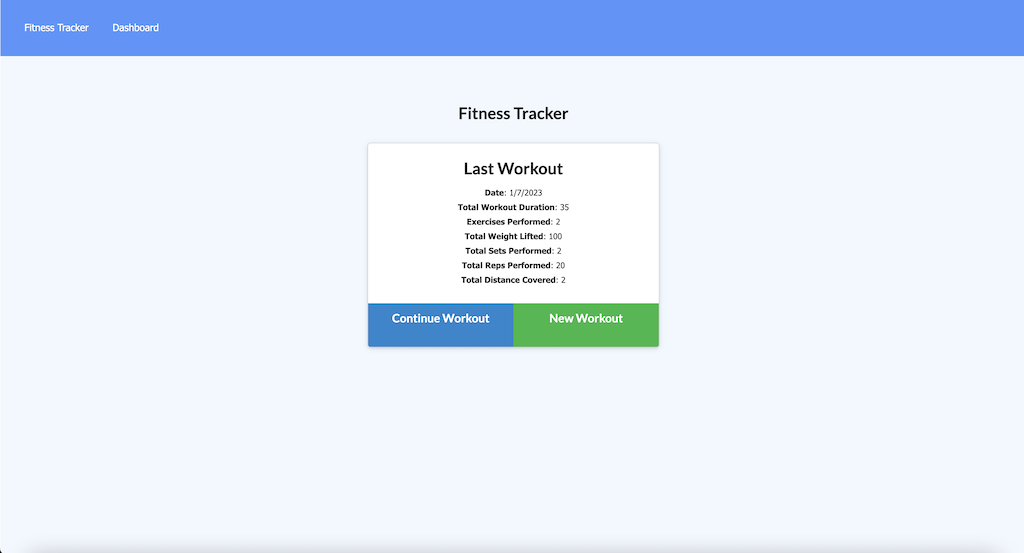 Fitness Tracker Dashboard
Fitness Tracker
Last Workout
Date: 1/7/2023
Total Workout Duration: 35
Exercises Performed: 2
Total Weight Lifted: 100
Total Sets Performed: 2
Total Reps Performed: 20
Total Distance Covered: 2
Continue Workout New Workout